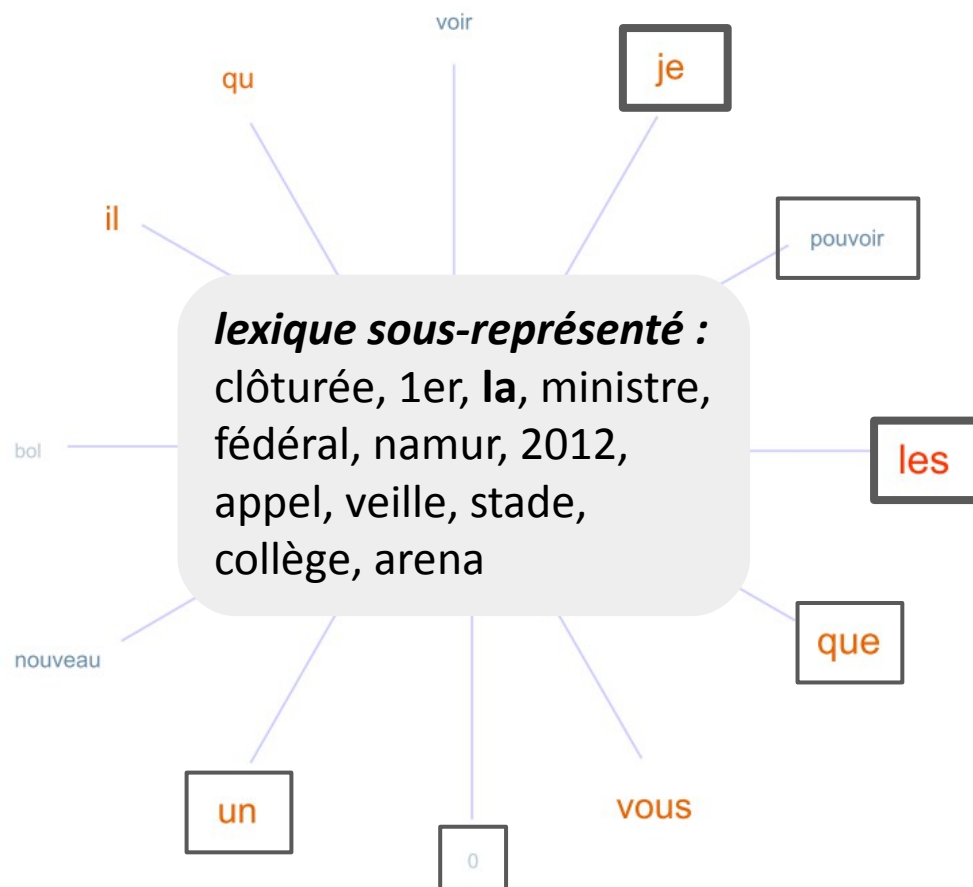 voir
je
qu
pouvoir
il
lexique sous-représenté :
clôturée, 1er, la, ministre,
fédéral, namur, 2012,
appel, veille, stade,
collège, arena
bol
les
que
nouveau
un
vous
0